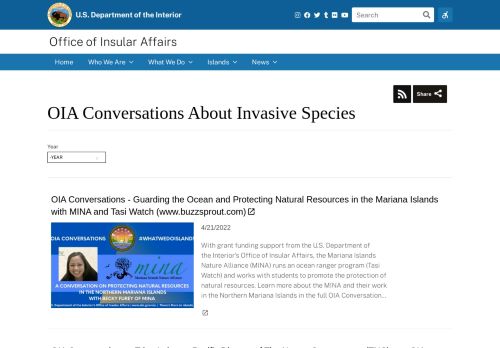 U.S. Department of the Interior
Search
Office of Insular Affairs
Home Who We Are What We Do Islands News
Share
OIA Conversations About Invasive Species
Year
-YEAR
OIA Conversations - Guarding the Ocean and Protecting Natural Resources in the Mariana Islands
with MINA and Tasi Watch (www.buzzsprout.com)
OIA CONVERSATIONS
#WHATWEDOISLANDS
mina
Mariana Islands Nature Alliance
A CONVERSATION ON PROTECTING NATURAL RESOURCES
IN THE NORTHERN MARIANA ISLANDS
WITH BECKY FUREY OF MINA
4/21/2022
With grant funding support from the U.S. Department of
the Interior's Office of Insular Affairs, the Mariana Islands
Nature Alliance (MINA) runs an ocean ranger program (Tasi
Watch) and works with students to promote the protection of
natural resources. Learn more about the MINA and their work
in in the Northern Mariana Islands in the full OIA Conversation...